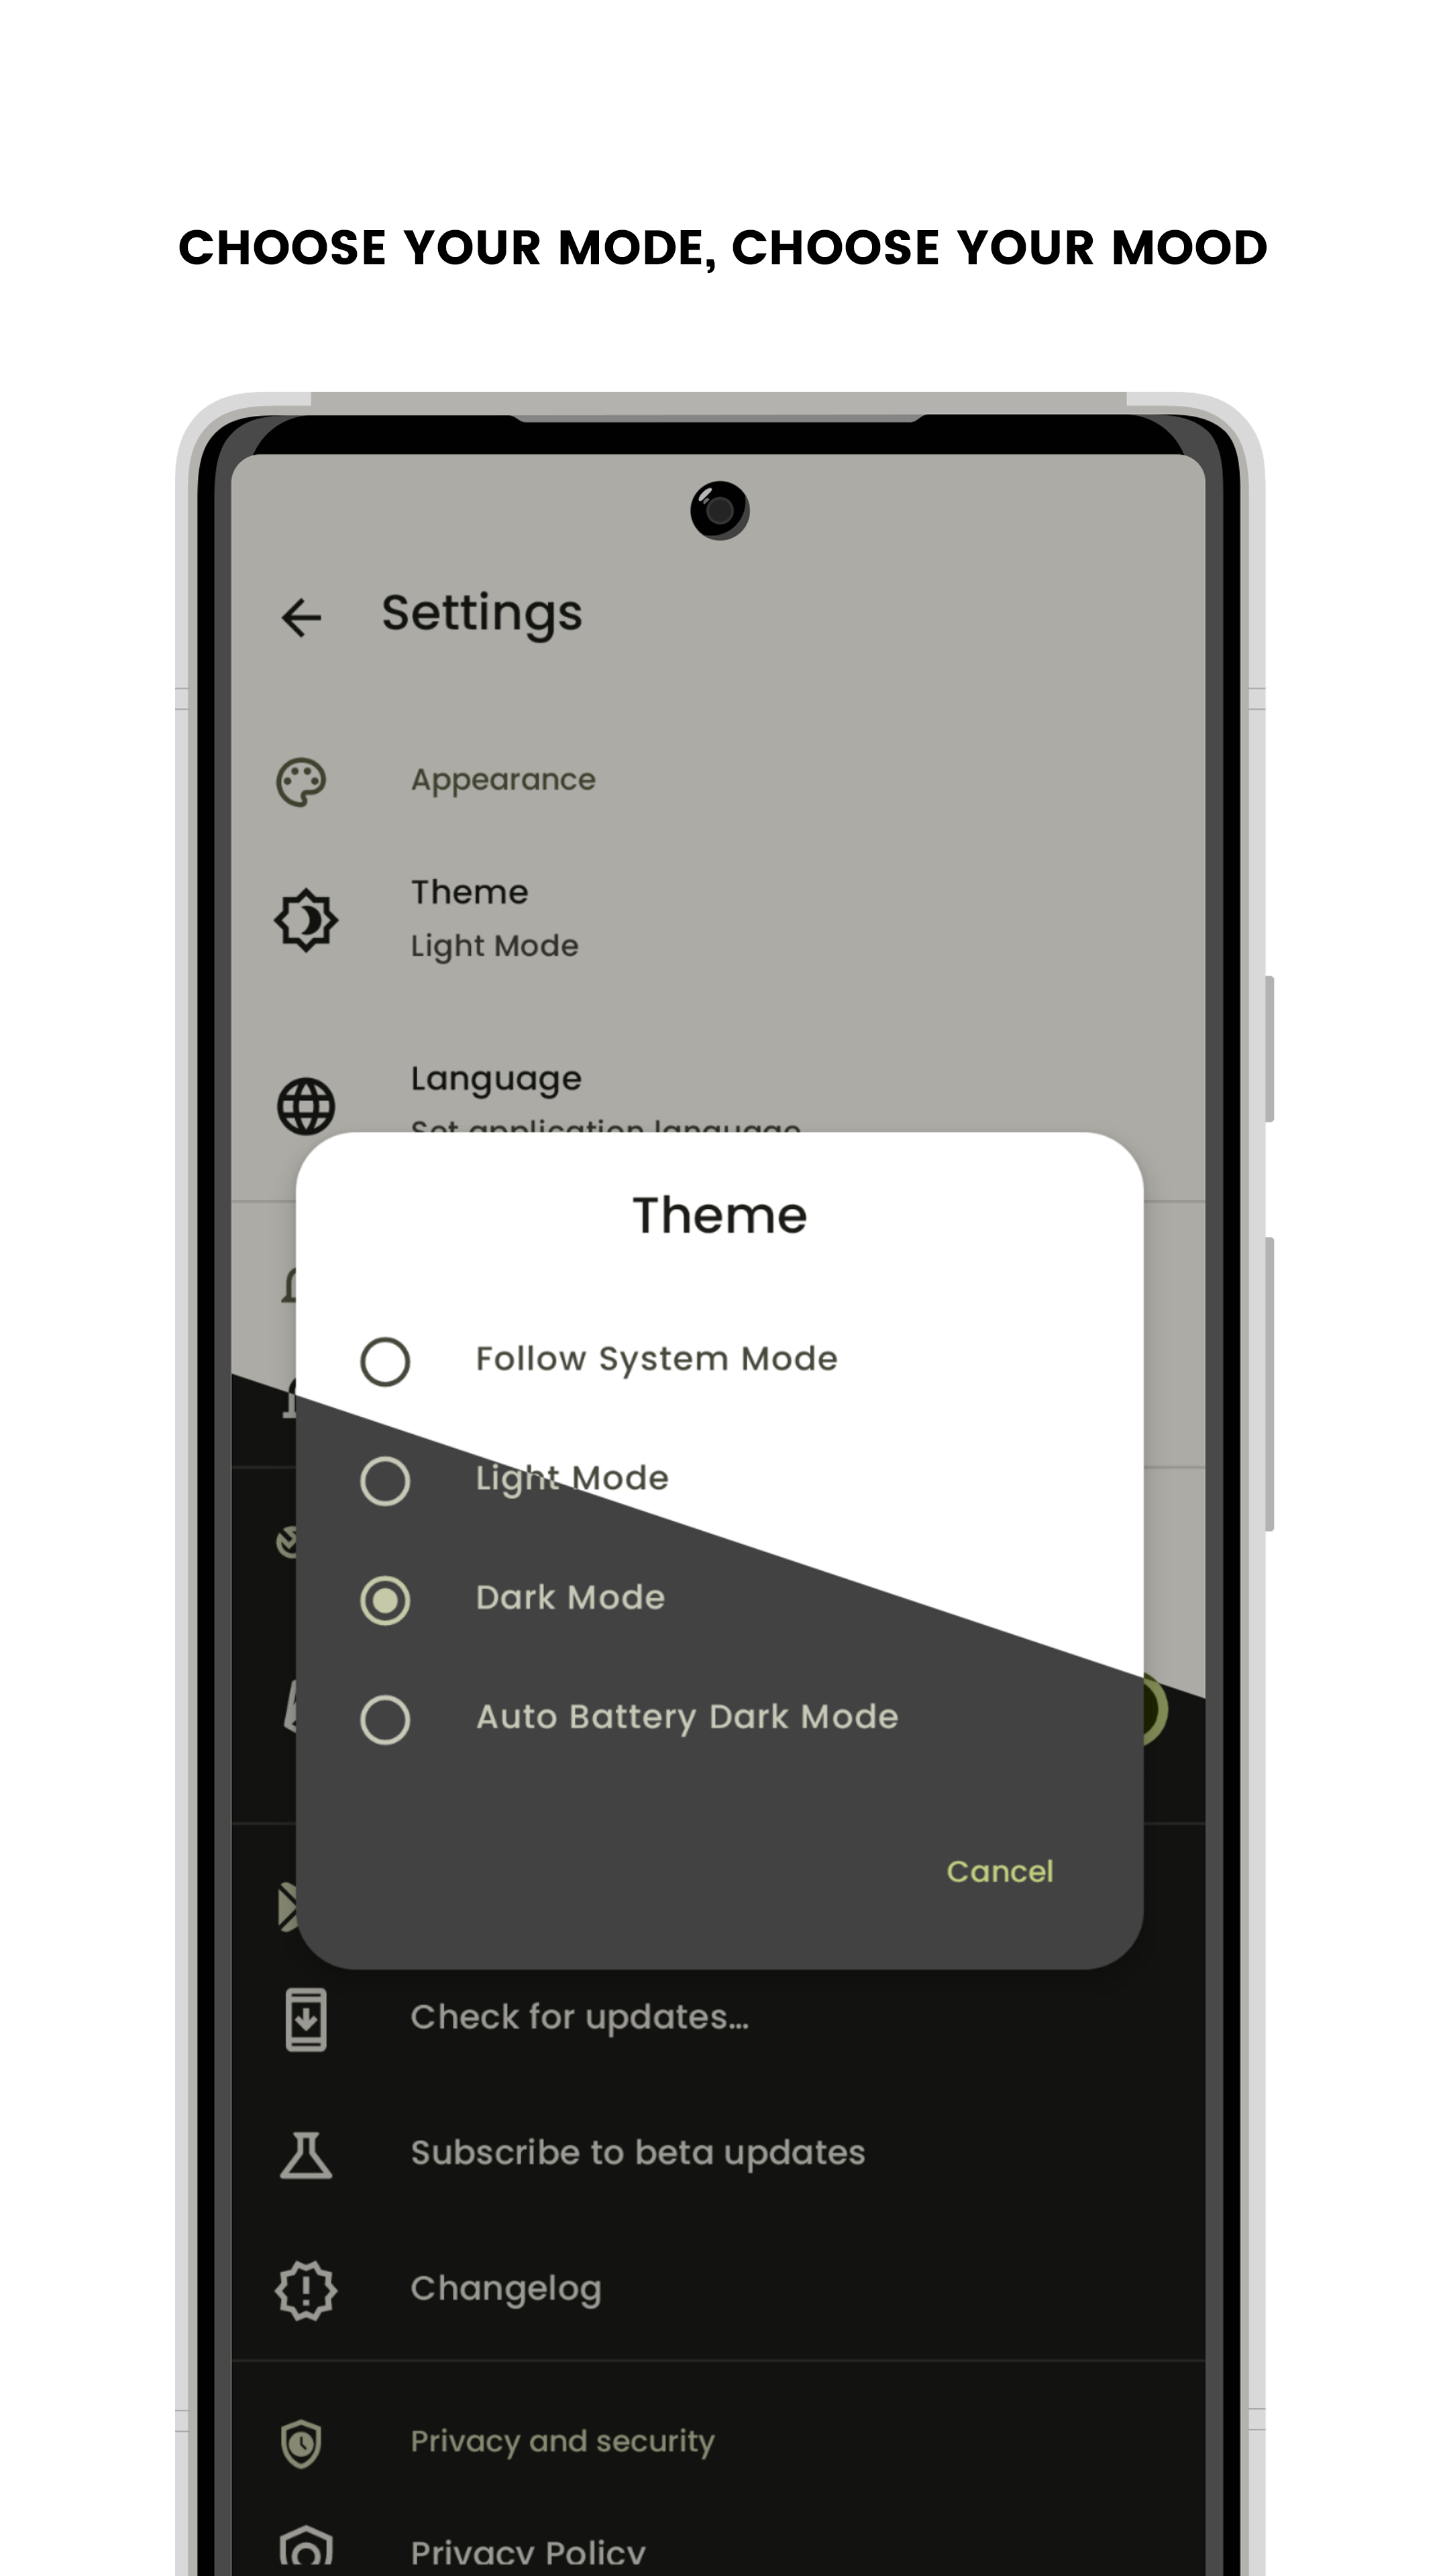 CHOOSE YOUR MODE, CHOOSE YOUR MOOD
Settings
Appearance
Theme
Light Mode
Language
Set application language
Theme
Follow System Mode
Light Mode
Dark Mode
Auto Battery Dark Mode
Cancel
Check for updates...
Subscribe to beta updates
Changelog
Privacy and security
Privacy Policy